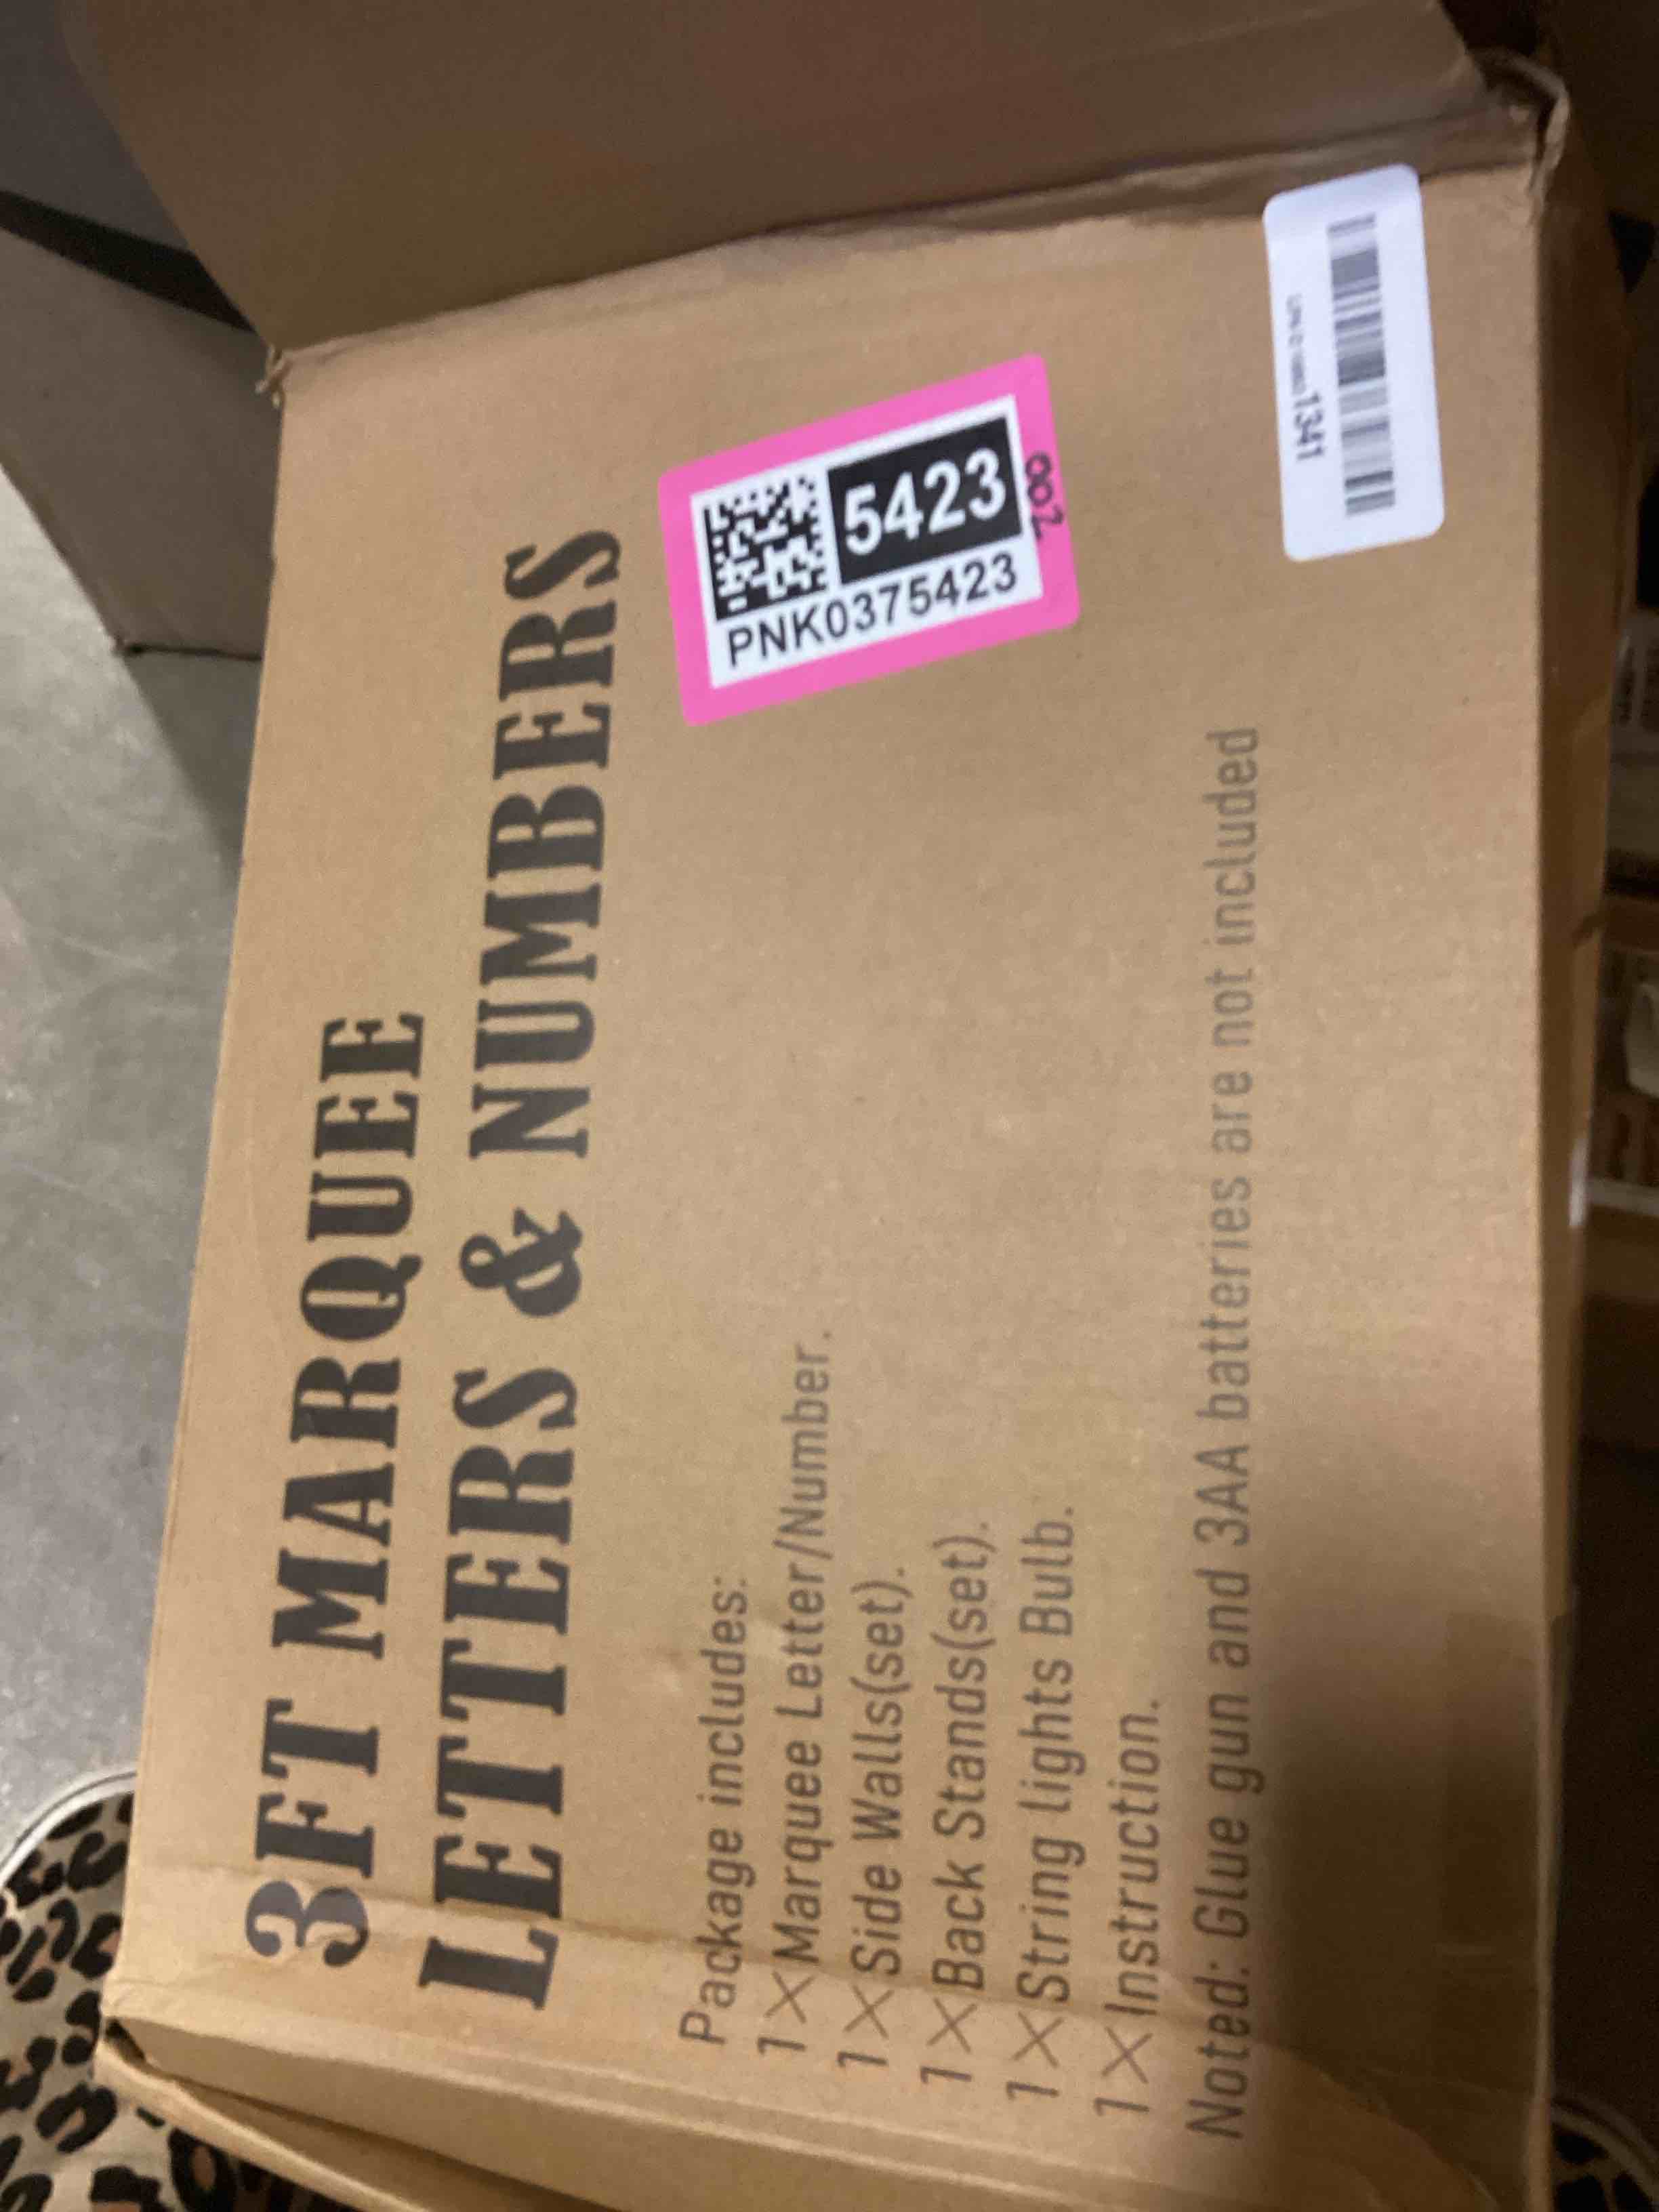 3FT MARQUEE
LETTERS & NUMBERS
Package includes:
1×Marquee Letter/Number.
1×Side Walls(set).
1×Back Stands(set).
1×String lights Bulb.
1×Instruction.
Noted: Glue gun and 3AA batteries are not included
5423
PNK0375423
002
1341